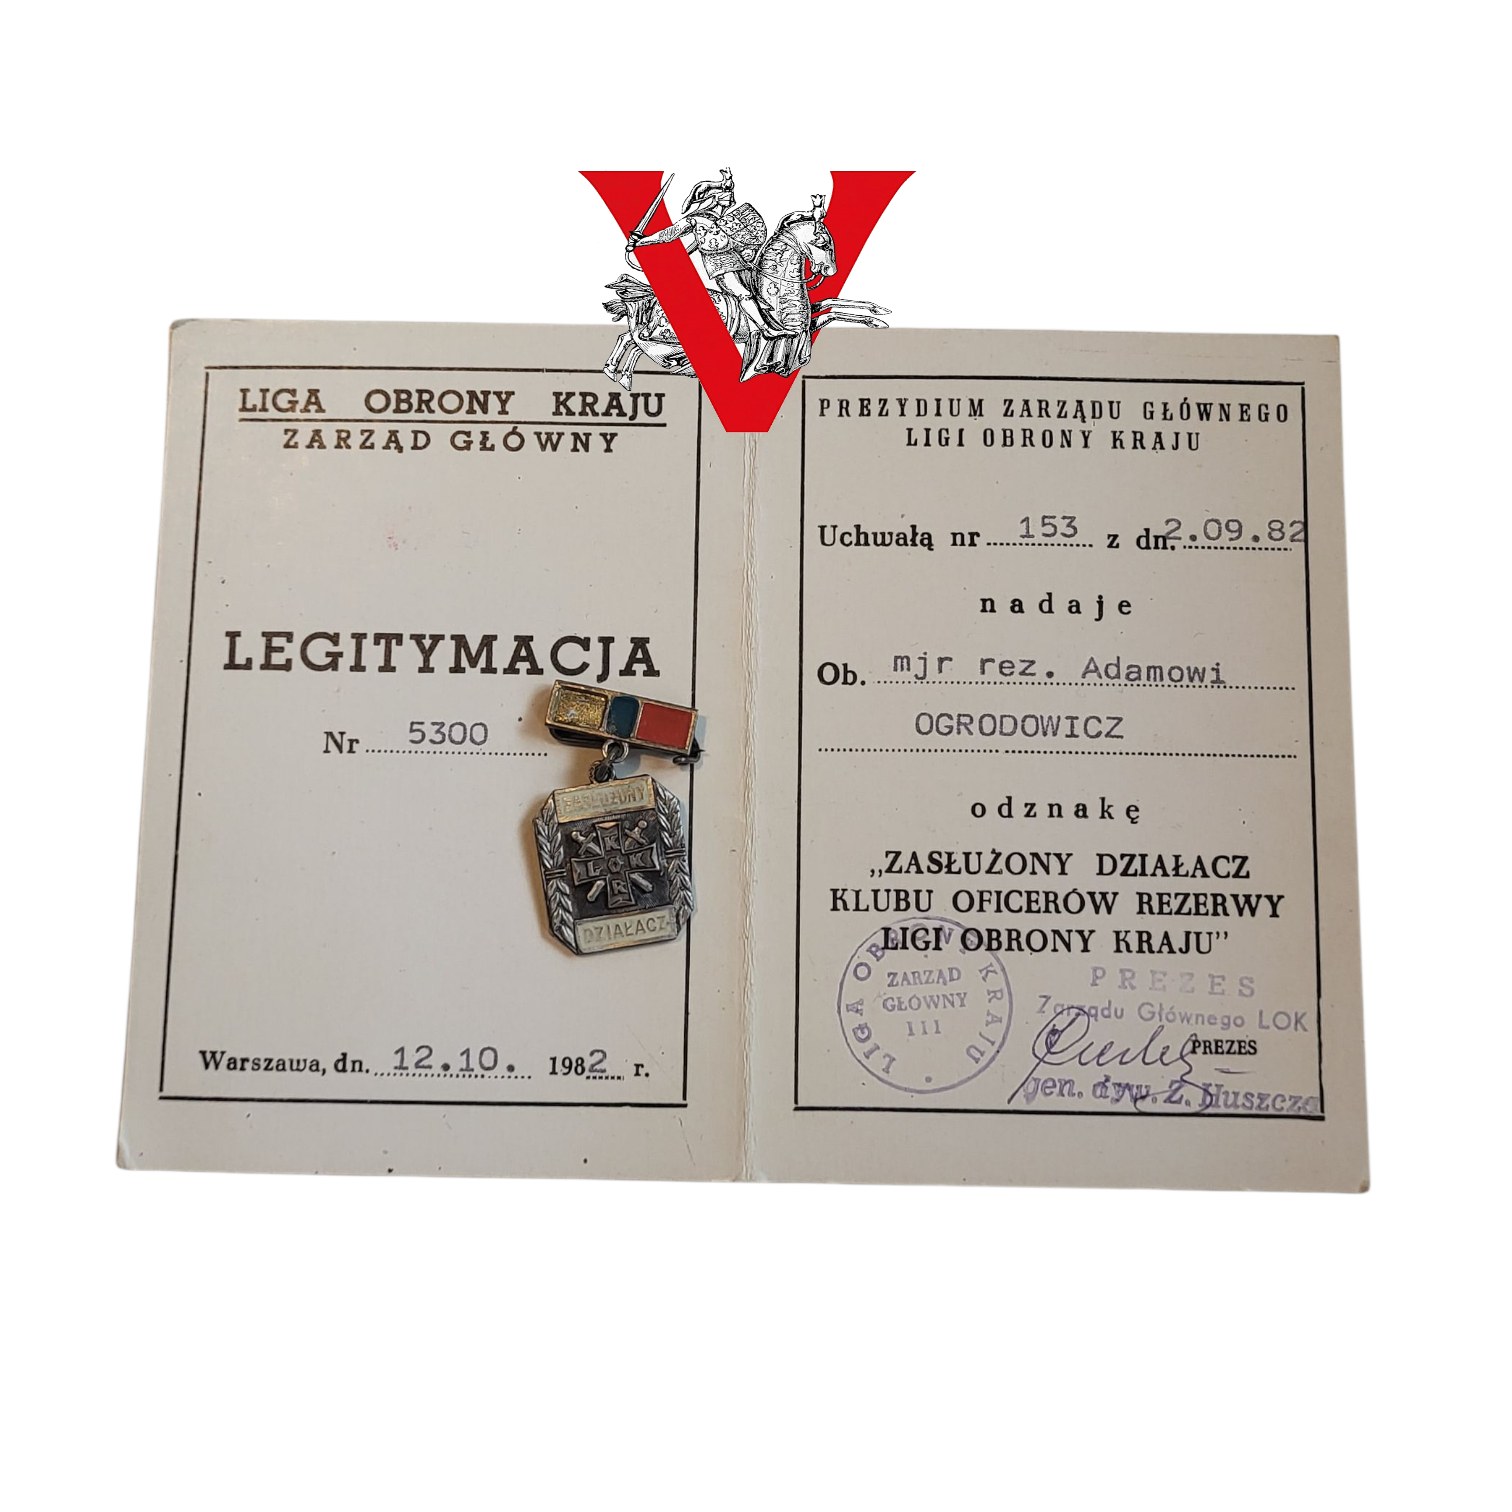 LIGA OBRONY KRAJU
ZARZĄD GŁÓWNY
LEGITYMACJA
Nr 5300
ZASŁUŻONY
K
L O K
R
DZIAŁACZ
Warszawa, dn. 12.10. 1982 r.
PREZYDIUM ZARZĄDU GŁÓWNEGO
LIGI OBRONY KRAJU
Uchwałą nr 153 z dn. 2.09.82
nadaje
Ob. mjr rez. Adamowi
OGRODOWICZ
odznakę
„ZASŁUŻONY DZIAŁACZ
KLUBU OFICERÓW REZERWY
LIGI OBRONY KRAJU”
LIGA OBRONY KRAJU
ZARZĄD
GŁÓWNY
III
PREZES
Zarządu Głównego LOK
PREZES
gen. dyw. Z. Huszcza
V